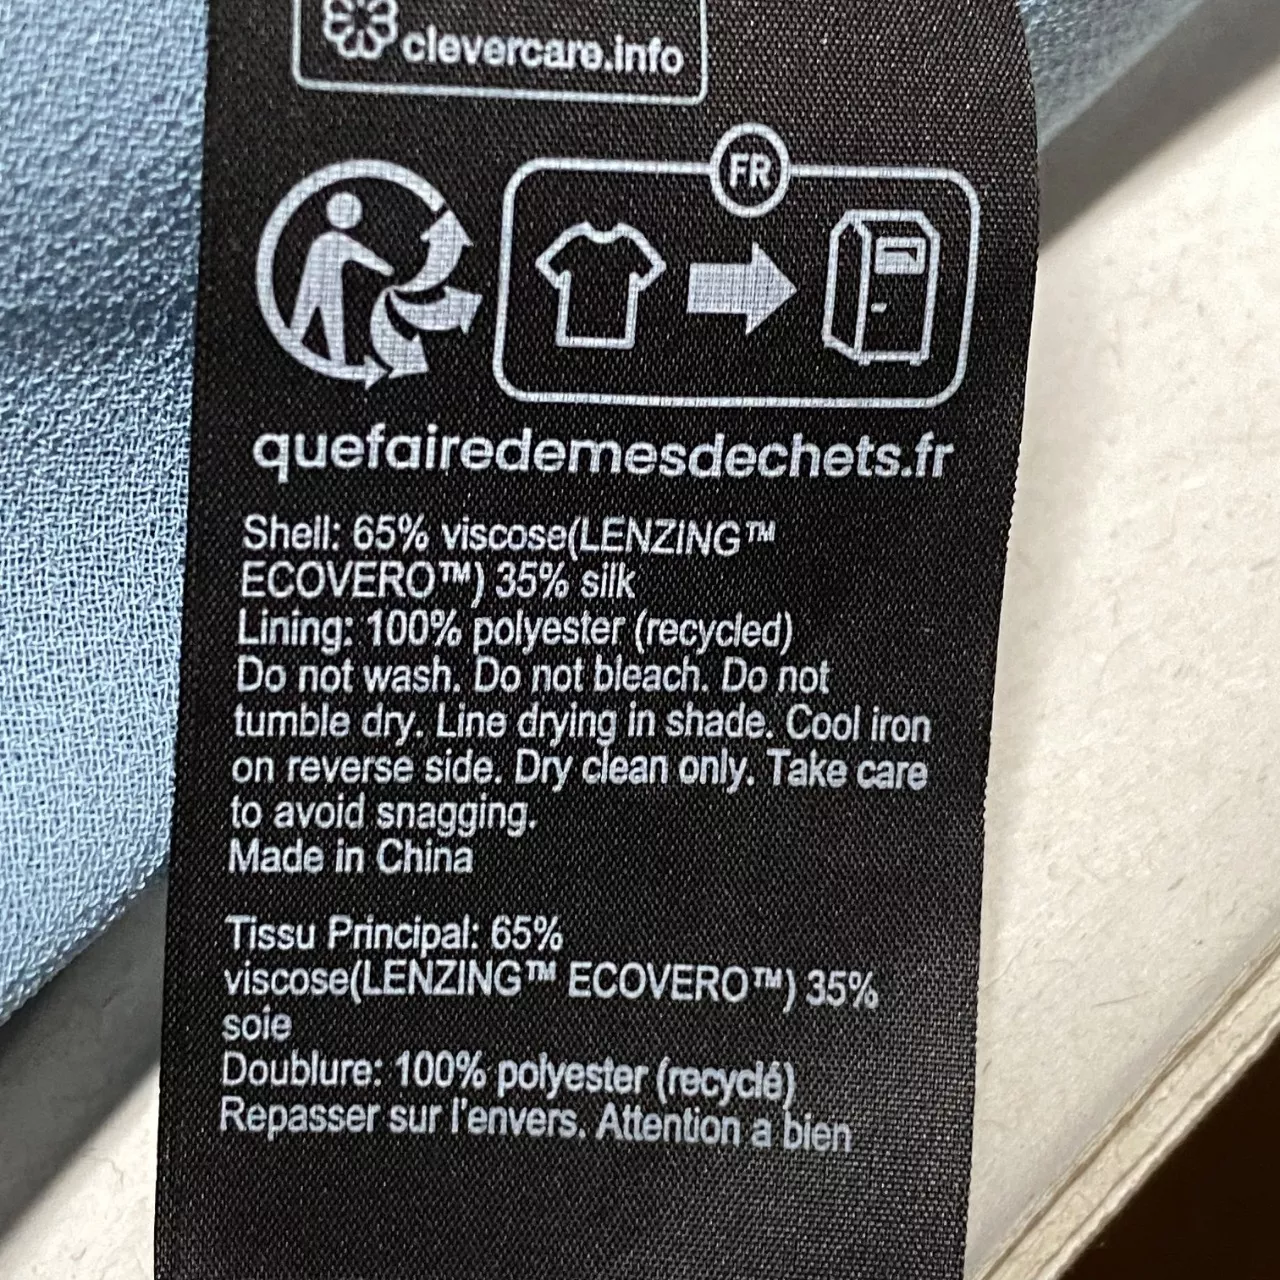 clevercare.info
FR
quefairedemesdechets.fr
Shell: 65% viscose(LENZING™
ECOVERO™) 35% silk
Lining: 100% polyester (recycled)
Do not wash. Do not bleach. Do not
tumble dry. Line drying in shade. Cool iron
on reverse side. Dry clean only. Take care
to avoid snagging.
Made in China
Tissu Principal: 65%
viscose(LENZING™ ECOVERO™) 35%
soie
Doublure: 100% polyester (recyclé)
Repasser sur l'envers. Attention a bien